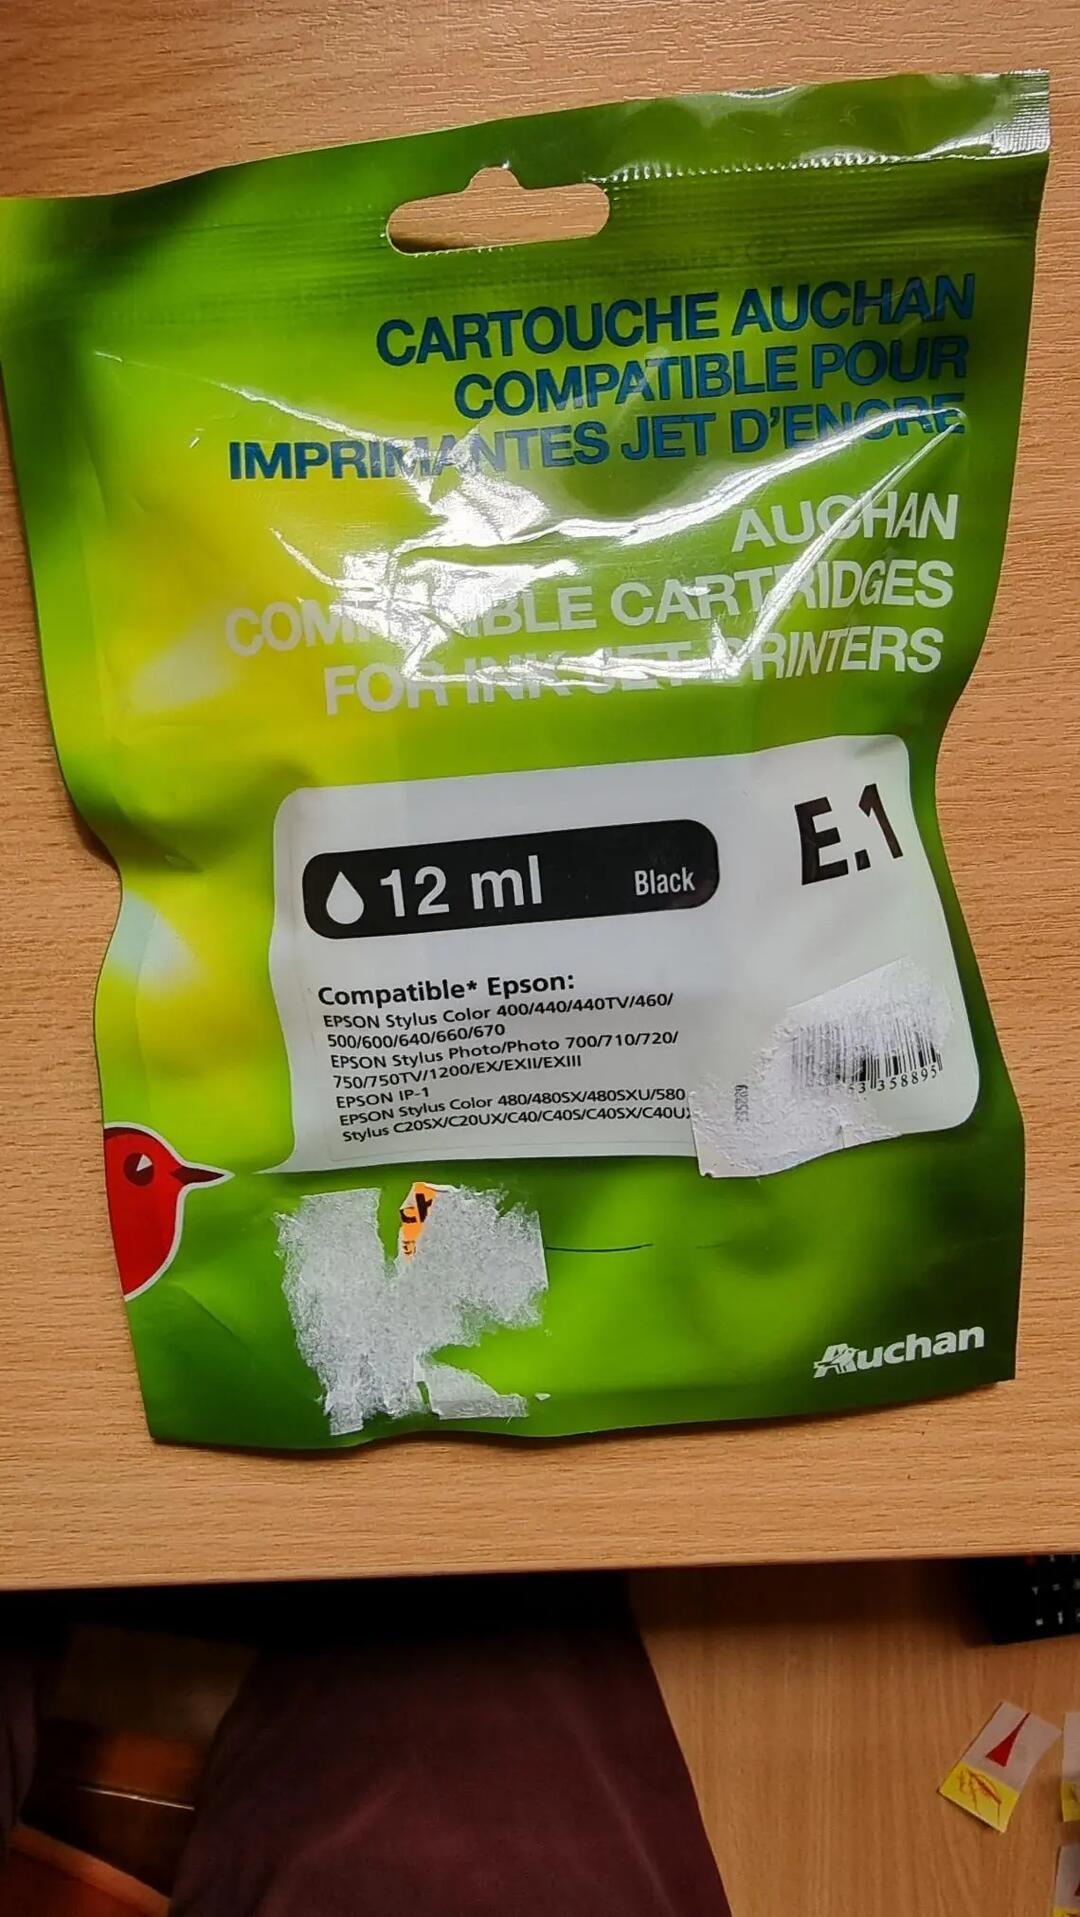 CARTOUCHE AUCHAN
COMPATIBLE POUR
IMPRIMANTES JET D'ENCRE
AUCHAN
COMPATIBLE CARTRIDGES
FOR INK JET PRINTERS
E.1
12 ml Black
Compatible* Epson:
EPSON Stylus Color 400/440/440TV/460/
500/600/640/660/670
EPSON Stylus Photo/Photo 700/710/720/
750/750TV/1200/EX/EXII/EXIII
EPSON IP-1
EPSON Stylus Color 480/480SX/480SXU/580
Stylus C20SX/C20UX/C40/C40S/C40SX/C40UX
358895
Auchan